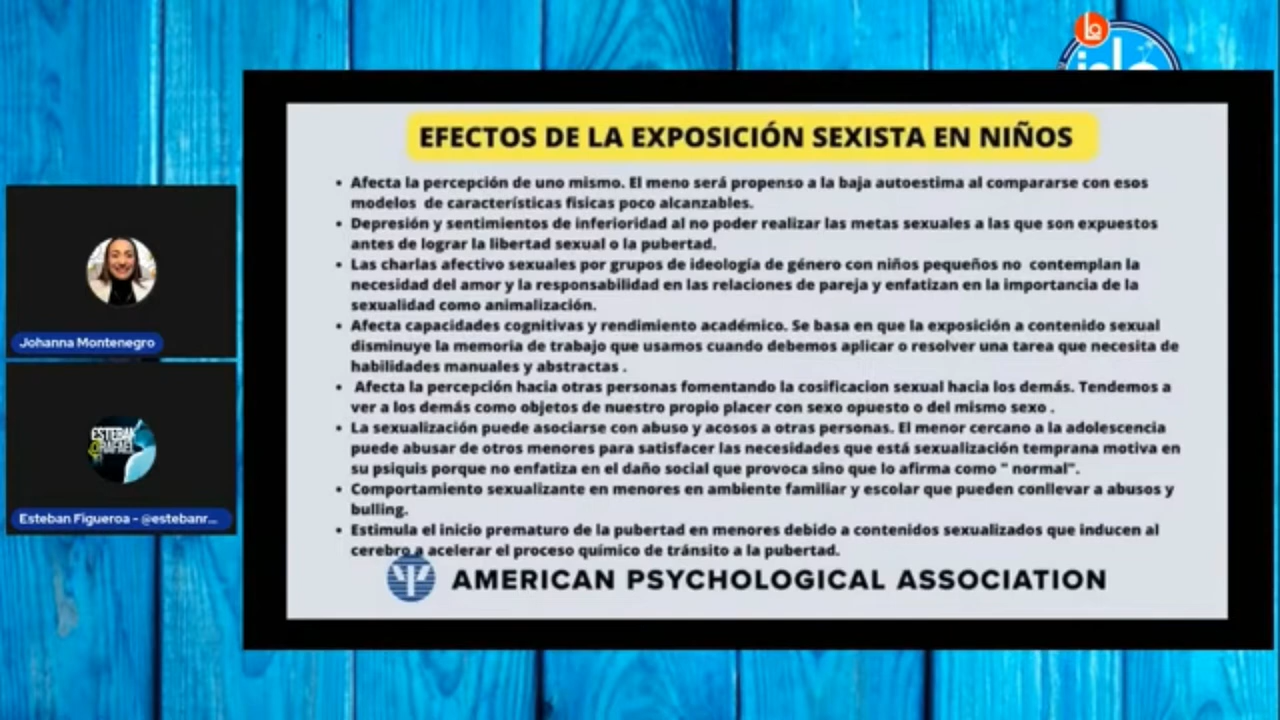 lo
isla
EFECTOS DE LA EXPOSICIÓN SEXISTA EN NIÑOS
• Afecta la percepción de uno mismo. El meno será propenso a la baja autoestima al compararse con esos
modelos de características fisicas poco alcanzables.
• Depresión y sentimientos de inferioridad al no poder realizar las metas sexuales a las que son expuestos
antes de lograr la libertad sexual o la pubertad.
• Las charlas afectivo sexuales por grupos de ideología de género con niños pequeños no contemplan la
necesidad del amor y la responsabilidad en las relaciones de pareja y enfatizan en la importancia de la
sexualidad como animalización.
• Afecta capacidades cognitivas y rendimiento académico. Se basa en que la exposición a contenido sexual
disminuye la memoria de trabajo que usamos cuando debemos aplicar o resolver una tarea que necesita de
habilidades manuales y abstractas .
• Afecta la percepción hacia otras personas fomentando la cosificacion sexual hacia los demás. Tendemos a
ver a los demás como objetos de nuestro propio placer con sexo opuesto o del mismo sexo .
• La sexualización puede asociarse con abuso y acosos a otras personas. El menor cercano a la adolescencia
puede abusar de otros menores para satisfacer las necesidades que está sexualización temprana motiva en
su psiquis porque no enfatiza en el daño social que provoca sino que lo afirma como " normal".
• Comportamiento sexualizante en menores en ambiente familiar y escolar que pueden conllevar a abusos y
bulling.
• Estimula el inicio prematuro de la pubertad en menores debido a contenidos sexualizados que inducen al
cerebro a acelerar el proceso químico de tránsito a la pubertad.
AMERICAN PSYCHOLOGICAL ASSOCIATION
Johanna Montenegro
ESTEBAN
@RAFAEL
Esteban Figueroa - @estebanr...